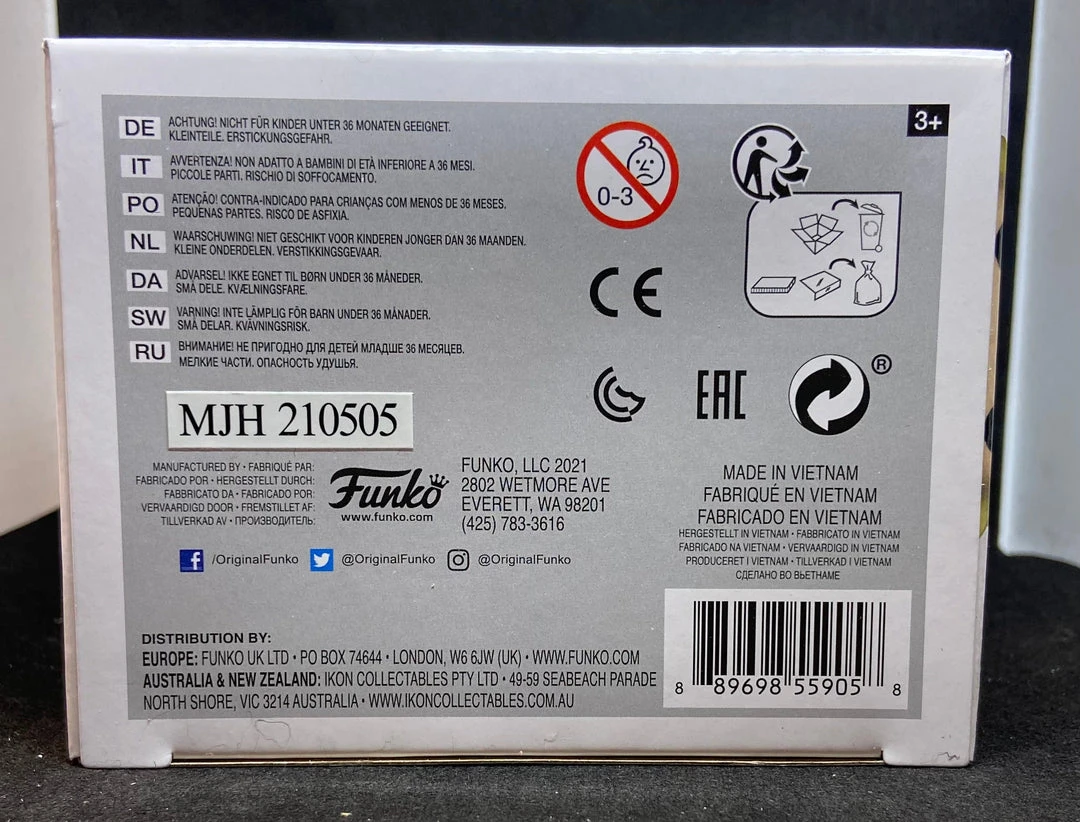 3+
DE
ACHTUNG! NICHT FÜR KINDER UNTER 36 MONATEN GEEIGNET.
KLEINTEILE. ERSTICKUNGSGEFAHR.
IT
AVVERTENZA! NON ADATTO A BAMBINI DI ETÀ INFERIORE A 36 MESI.
PICCOLE PARTI. RISCHIO DI SOFFOCAMENTO.
PO
ATENÇÃO! CONTRA-INDICADO PARA CRIANÇAS COM MENOS DE 36 MESES.
PEQUENAS PARTES. RISCO DE ASFIXIA.
NL
WAARSCHUWING! NIET GESCHIKT VOOR KINDEREN JONGER DAN 36 MAANDEN.
KLEINE ONDERDELEN. VERSTIKKINGSGEVAAR.
DA
ADVARSEL! IKKE EGNET TIL BØRN UNDER 36 MÅNEDER.
SMÅ DELE. KVÆLNINGSFARE.
SW
VARNING! INTE LÄMPLIG FÖR BARN UNDER 36 MÅNADER.
SMÅ DELAR. KVÄVNINGSRISK.
RU
ВНИМАНИЕ! НЕ ПРИГОДНО ДЛЯ ДЕТЕЙ МЛАДШЕ 36 МЕСЯЦЕВ.
МЕЛКИЕ ЧАСТИ. ОПАСНОСТЬ УДУШЬЯ.
0-3
CE
EAC
®
MJH 210505
MANUFACTURED BY • FABRIQUÉ PAR:
FABRICADO POR • HERGESTELLT DURCH:
FABBRICATO DA • FABRICADO POR:
VERVAARDIGD DOOR • FREMSTILLET AF:
TILLVERKAD AV • ПРОИЗВОДИТЕЛЬ:
Funko
www.funko.com
FUNKO, LLC 2021
2802 WETMORE AVE
EVERETT, WA 98201
(425) 783-3616
/OriginalFunko
@OriginalFunko
@OriginalFunko
MADE IN VIETNAM
FABRIQUÉ EN VIETNAM
FABRICADO EN VIETNAM
HERGESTELLT IN VIETNAM • FABBRICATO IN VIETNAM
FABRICADO NA VIETNAM • VERVAARDIGD IN VIETNAM
PRODUCERET I VIETNAM • TILLVERKAD I VIETNAM
СДЕЛАНО ВО ВЬЕТНАМЕ
DISTRIBUTION BY:
EUROPE: FUNKO UK LTD • PO BOX 74644 • LONDON, W6 6JW (UK) • WWW.FUNKO.COM
AUSTRALIA & NEW ZEALAND: IKON COLLECTABLES PTY LTD • 49-59 SEABEACH PARADE
NORTH SHORE, VIC 3214 AUSTRALIA • WWW.IKONCOLLECTABLES.COM.AU
8 89698 55905 8